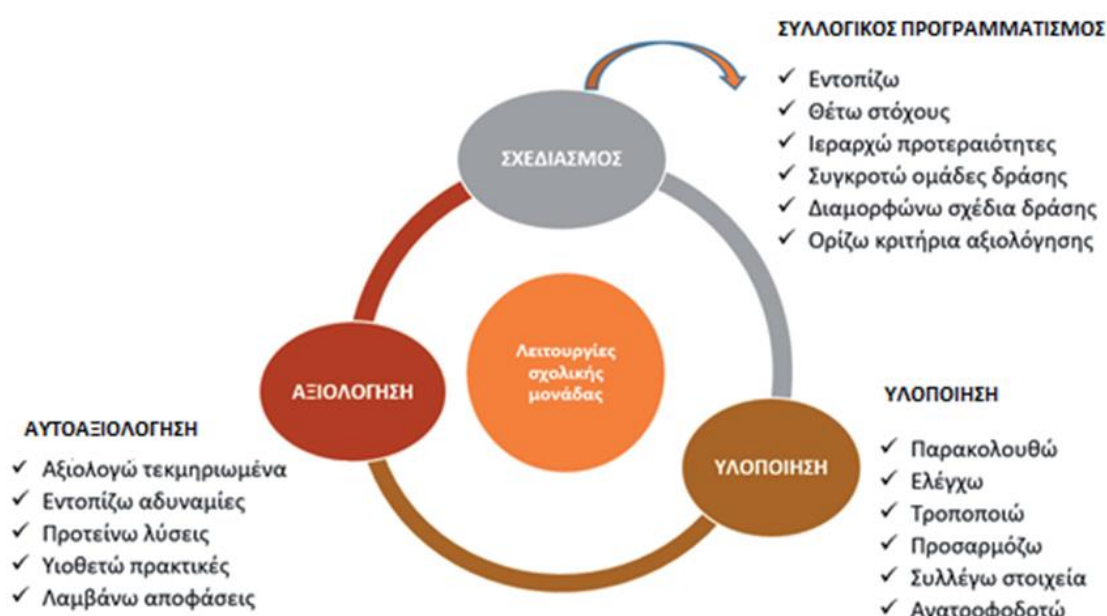 ΣΥΛΛΟΓΙΚΟΣ ΠΡΟΓΡΑΜΜΑΤΙΣΜΟΣ
✓ Εντοπίζω
✓ Θέτω στόχους
✓ Ιεραρχώ προτεραιότητες
✓ Συγκροτώ ομάδες δράσης
✓ Διαμορφώνω σχέδια δράσης
✓ Ορίζω κριτήρια αξιολόγησης
ΣΧΕΔΙΑΣΜΟΣ
Λειτουργίες
σχολικής
μονάδας
ΑΞΙΟΛΟΓΗΣΗ
ΥΛΟΠΟΙΗΣΗ
ΥΛΟΠΟΙΗΣΗ
✓ Παρακολουθώ
✓ Ελέγχω
✓ Τροποποιώ
✓ Προσαρμόζω
✓ Συλλέγω στοιχεία
✓ Ανατροφοδοτώ
ΑΥΤΟΑΞΙΟΛΟΓΗΣΗ
✓ Αξιολογώ τεκμηριωμένα
✓ Εντοπίζω αδυναμίες
✓ Προτείνω λύσεις
✓ Υιοθετώ πρακτικές
✓ Λαμβάνω αποφάσεις